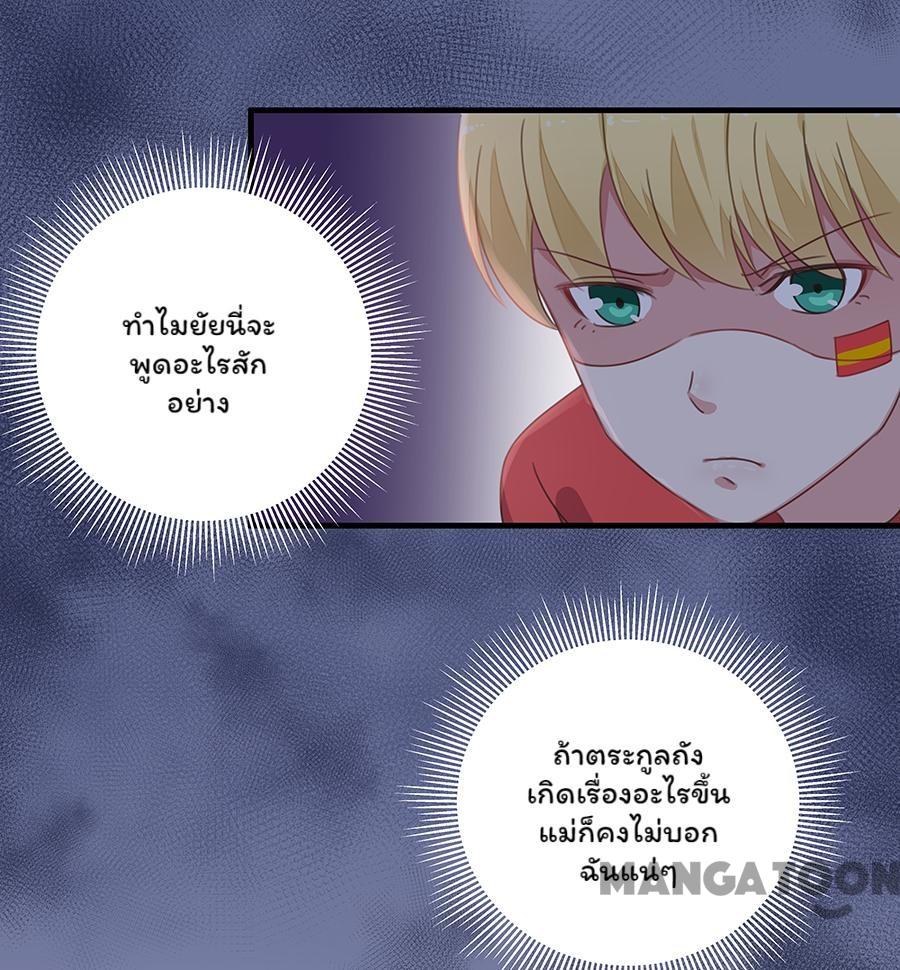 ทำไมยัยนี่จะ
พูดอะไรสัก
อย่าง
ถ้าตระกูลถัง
เกิดเรื่องอะไรขึ้น
แม่ก็คงไม่บอก
ฉันแน่ๆ
MANGATOON